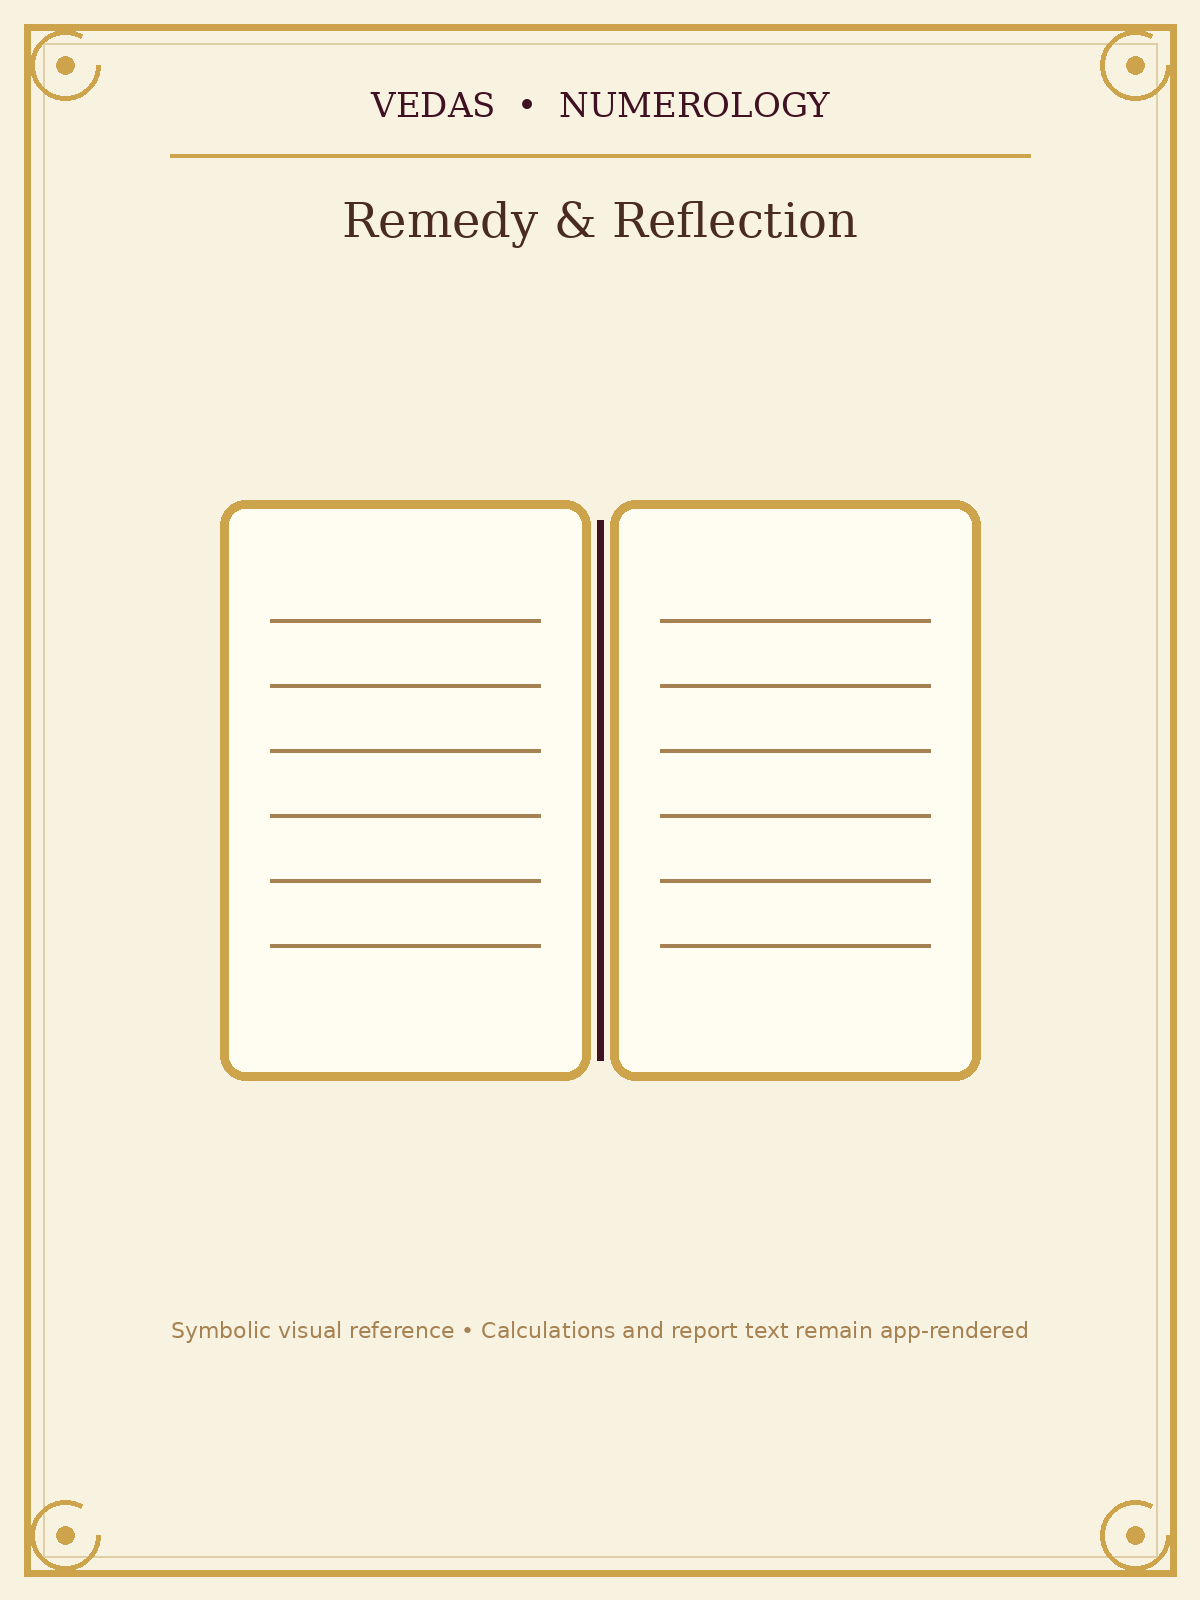 VEDAS • NUMEROLOGY
Remedy & Reflection
Symbolic visual reference • Calculations and report text remain app-rendered